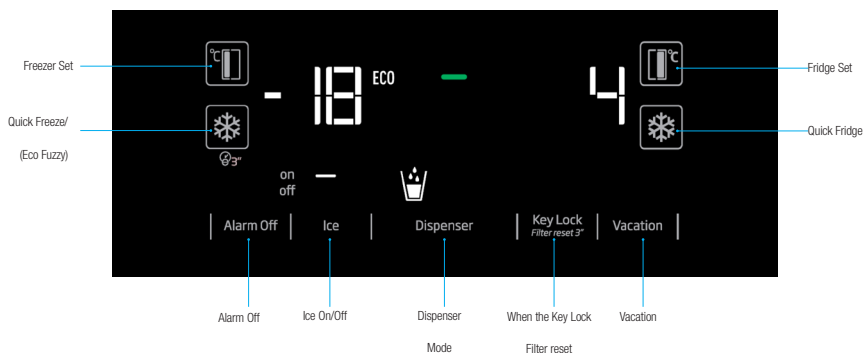 ℃
℃
Freezer Set
Fridge Set
-18 ECO
4
Quick Freeze/
(Eco Fuzzy)
Quick Fridge
3"
on
off
Alarm Off
Ice
Dispenser
Key Lock
Filter reset 3"
Vacation
Alarm Off
Ice On/Off
Dispenser
Mode
When the Key Lock
Filter reset
Vacation